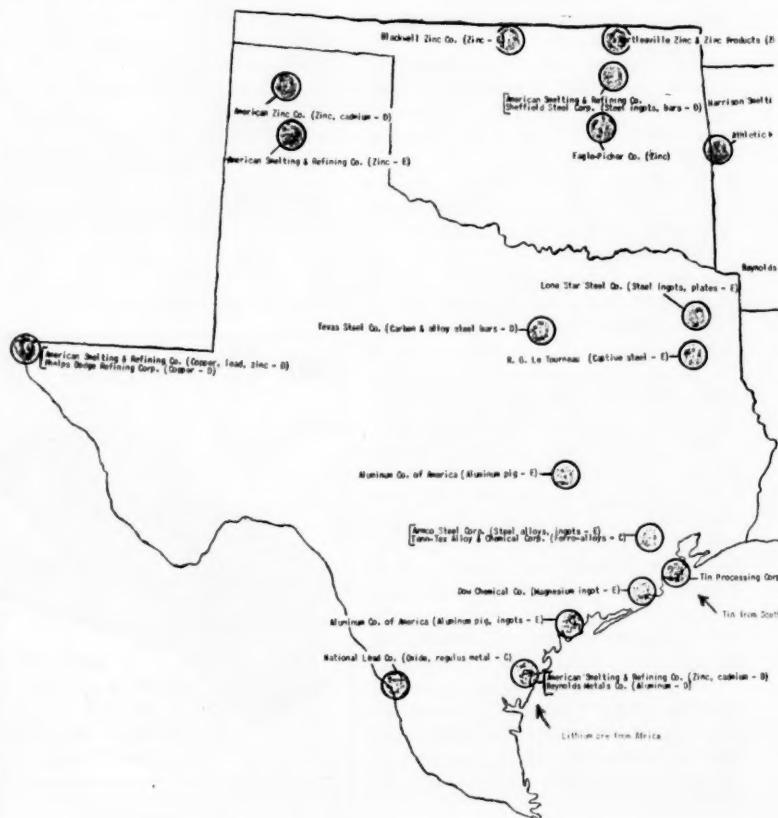 Blackwell Zinc Co. (Zinc -
rtlesville Zinc & Zinc Products (
American Smelting & Refining Co.
Sheffield Steel Corp. (Steel ingots, bars - D)
Harrison Smelti
American Zinc Co. (Zinc, cadmium - D)
Athletic
American Smelting & Refining Co. (Zinc - E)
Eagle-Picher Co. (Zinc)
Reynolds
Lone Star Steel Co. (Steel ingots, plates - E)
Texas Steel Co. (Carbon & alloy steel bars - D)
American Smelting & Refining Co. (Copper, lead, zinc - B)
Phelps Dodge Refining Corp. (Copper - D)
R. G. Le Tourneau (Captive steel - E)
Aluminum Co. of America (Aluminum pig - E)
Armco Steel Corp. (Steel alloys, ingots - E)
Tenn-Tex Alloy & Chemical Corp. (Ferro-alloys - C)
Tin Processing Corp
Dow Chemical Co. (Magnesium ingot - E)
Tin from Sout
Aluminum Co. of America (Aluminum pig, ingots - E)
National Lead Co. (Oxide, regulus metal - C)
American Smelting & Refining Co. (Zinc, cadmium - B)
Reynolds Metals Co. (Aluminum - D)
Lithium ore from Africa